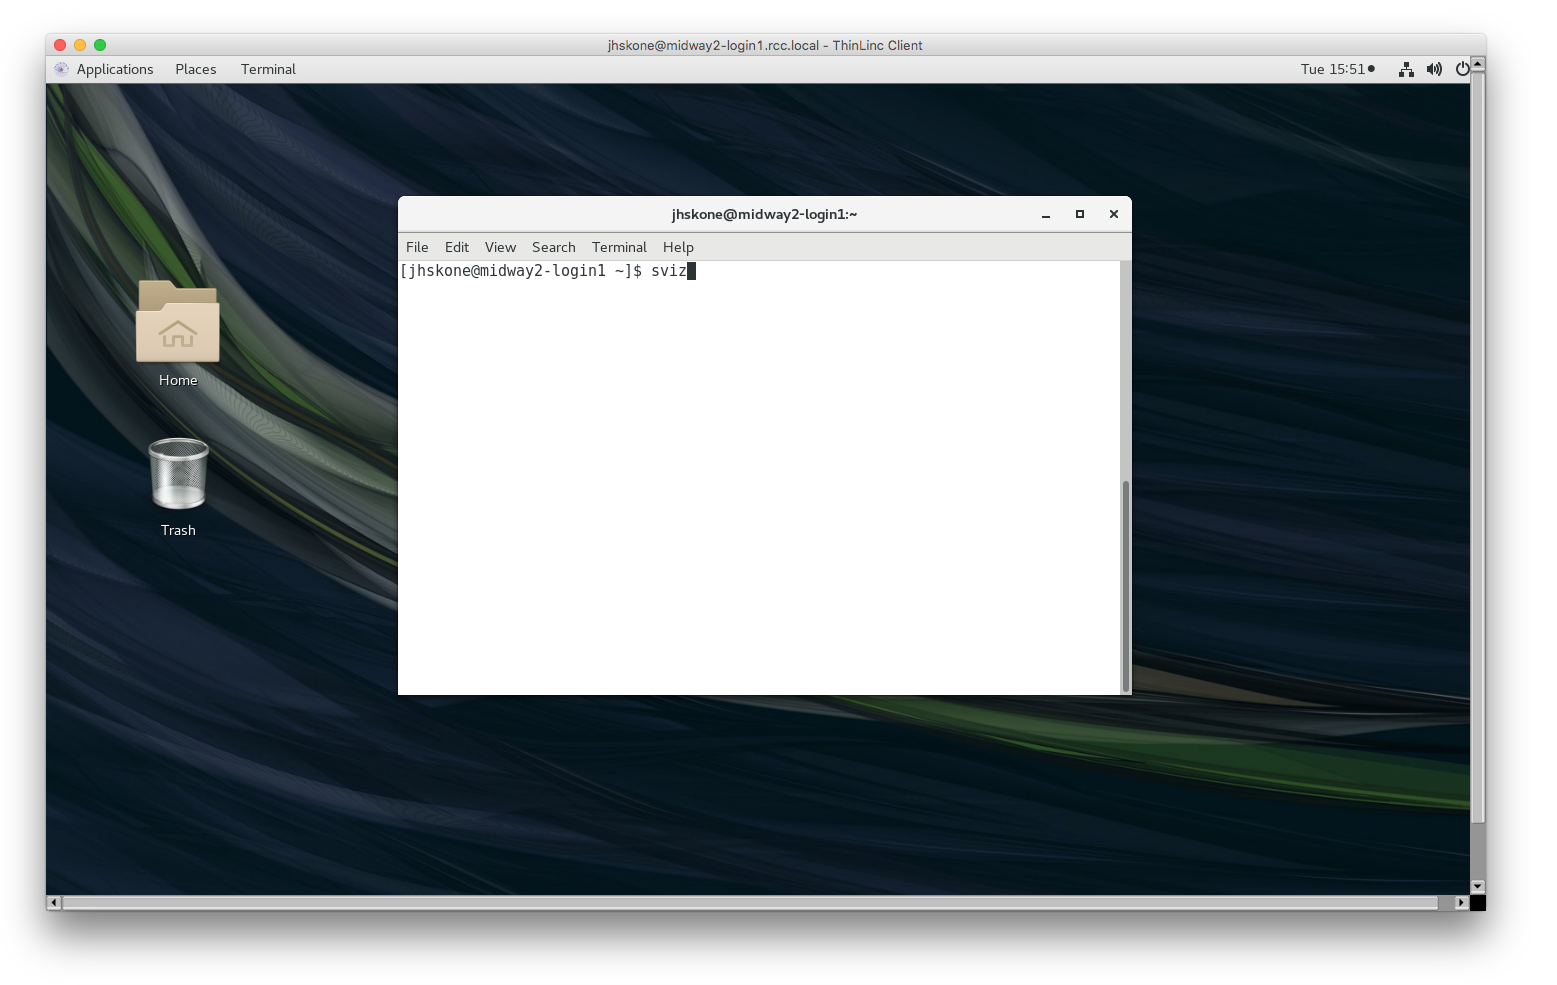 jhskone@midway2-login1.rcc.local - ThinLinc Client
Applications Places Terminal Tue 15:51
jhskone@midway2-login1:~
File Edit View Search Terminal Help
[jhskone@midway2-login1 ~]$ sviz
Home
Trash